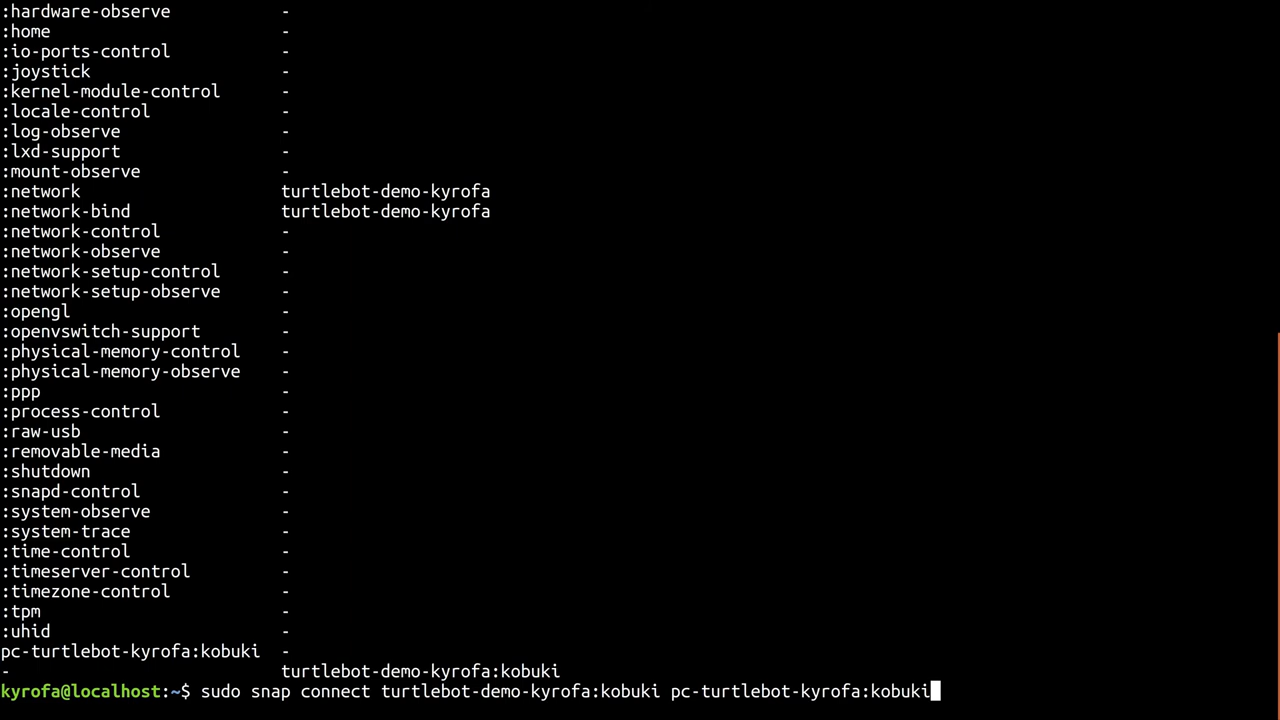 :hardware-observe -
:home -
:io-ports-control -
:joystick -
:kernel-module-control -
:locale-control -
:log-observe -
:lxd-support -
:mount-observe -
:network turtlebot-demo-kyrofa
:network-bind turtlebot-demo-kyrofa
:network-control -
:network-observe -
:network-setup-control -
:network-setup-observe -
:opengl -
:openvswitch-support -
:physical-memory-control -
:physical-memory-observe -
:ppp -
:process-control -
:raw-usb -
:removable-media -
:shutdown -
:snapd-control -
:system-observe -
:system-trace -
:time-control -
:timeserver-control -
:timezone-control -
:tpm -
:uhid -
pc-turtlebot-kyrofa:kobuki -
- turtlebot-demo-kyrofa:kobuki
kyrofa@localhost:~$ sudo snap connect turtlebot-demo-kyrofa:kobuki pc-turtlebot-kyrofa:kobuki